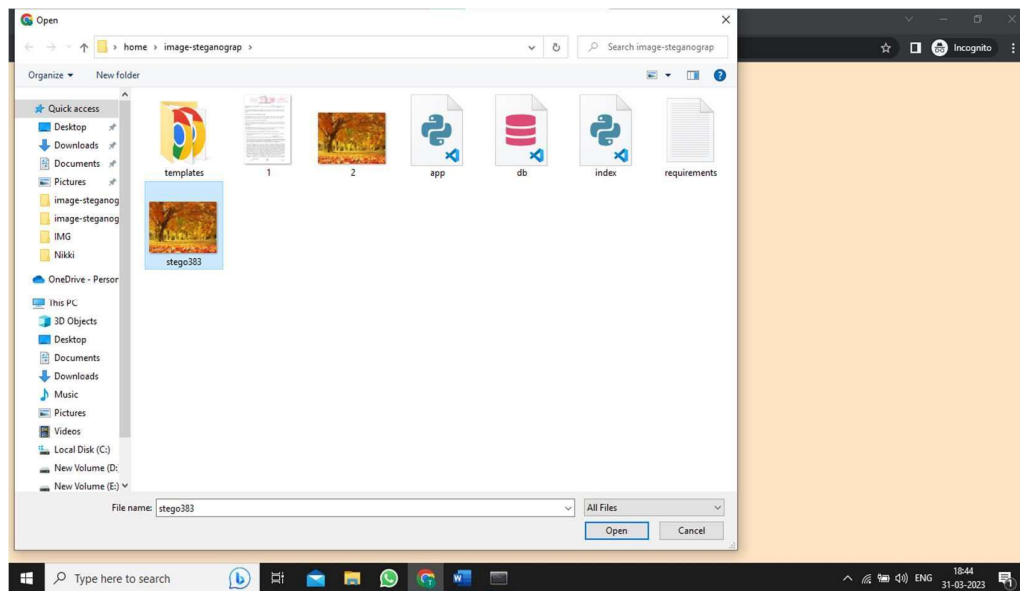 Open
home › image-steganograp ›
Search image-steganograp
Incognito
Organize
New folder
Quick access
Desktop
Downloads
Documents
Pictures
image-steganog
image-steganog
IMG
Nikki
OneDrive - Person
This PC
3D Objects
Desktop
Documents
Downloads
Music
Pictures
Videos
Local Disk (C:)
New Volume (D:
New Volume (E:)
templates
1
2
app
db
index
requirements
stego383
File name: stego383
All Files
Open
Cancel
Type here to search
ENG
18:44
31-03-2023
1